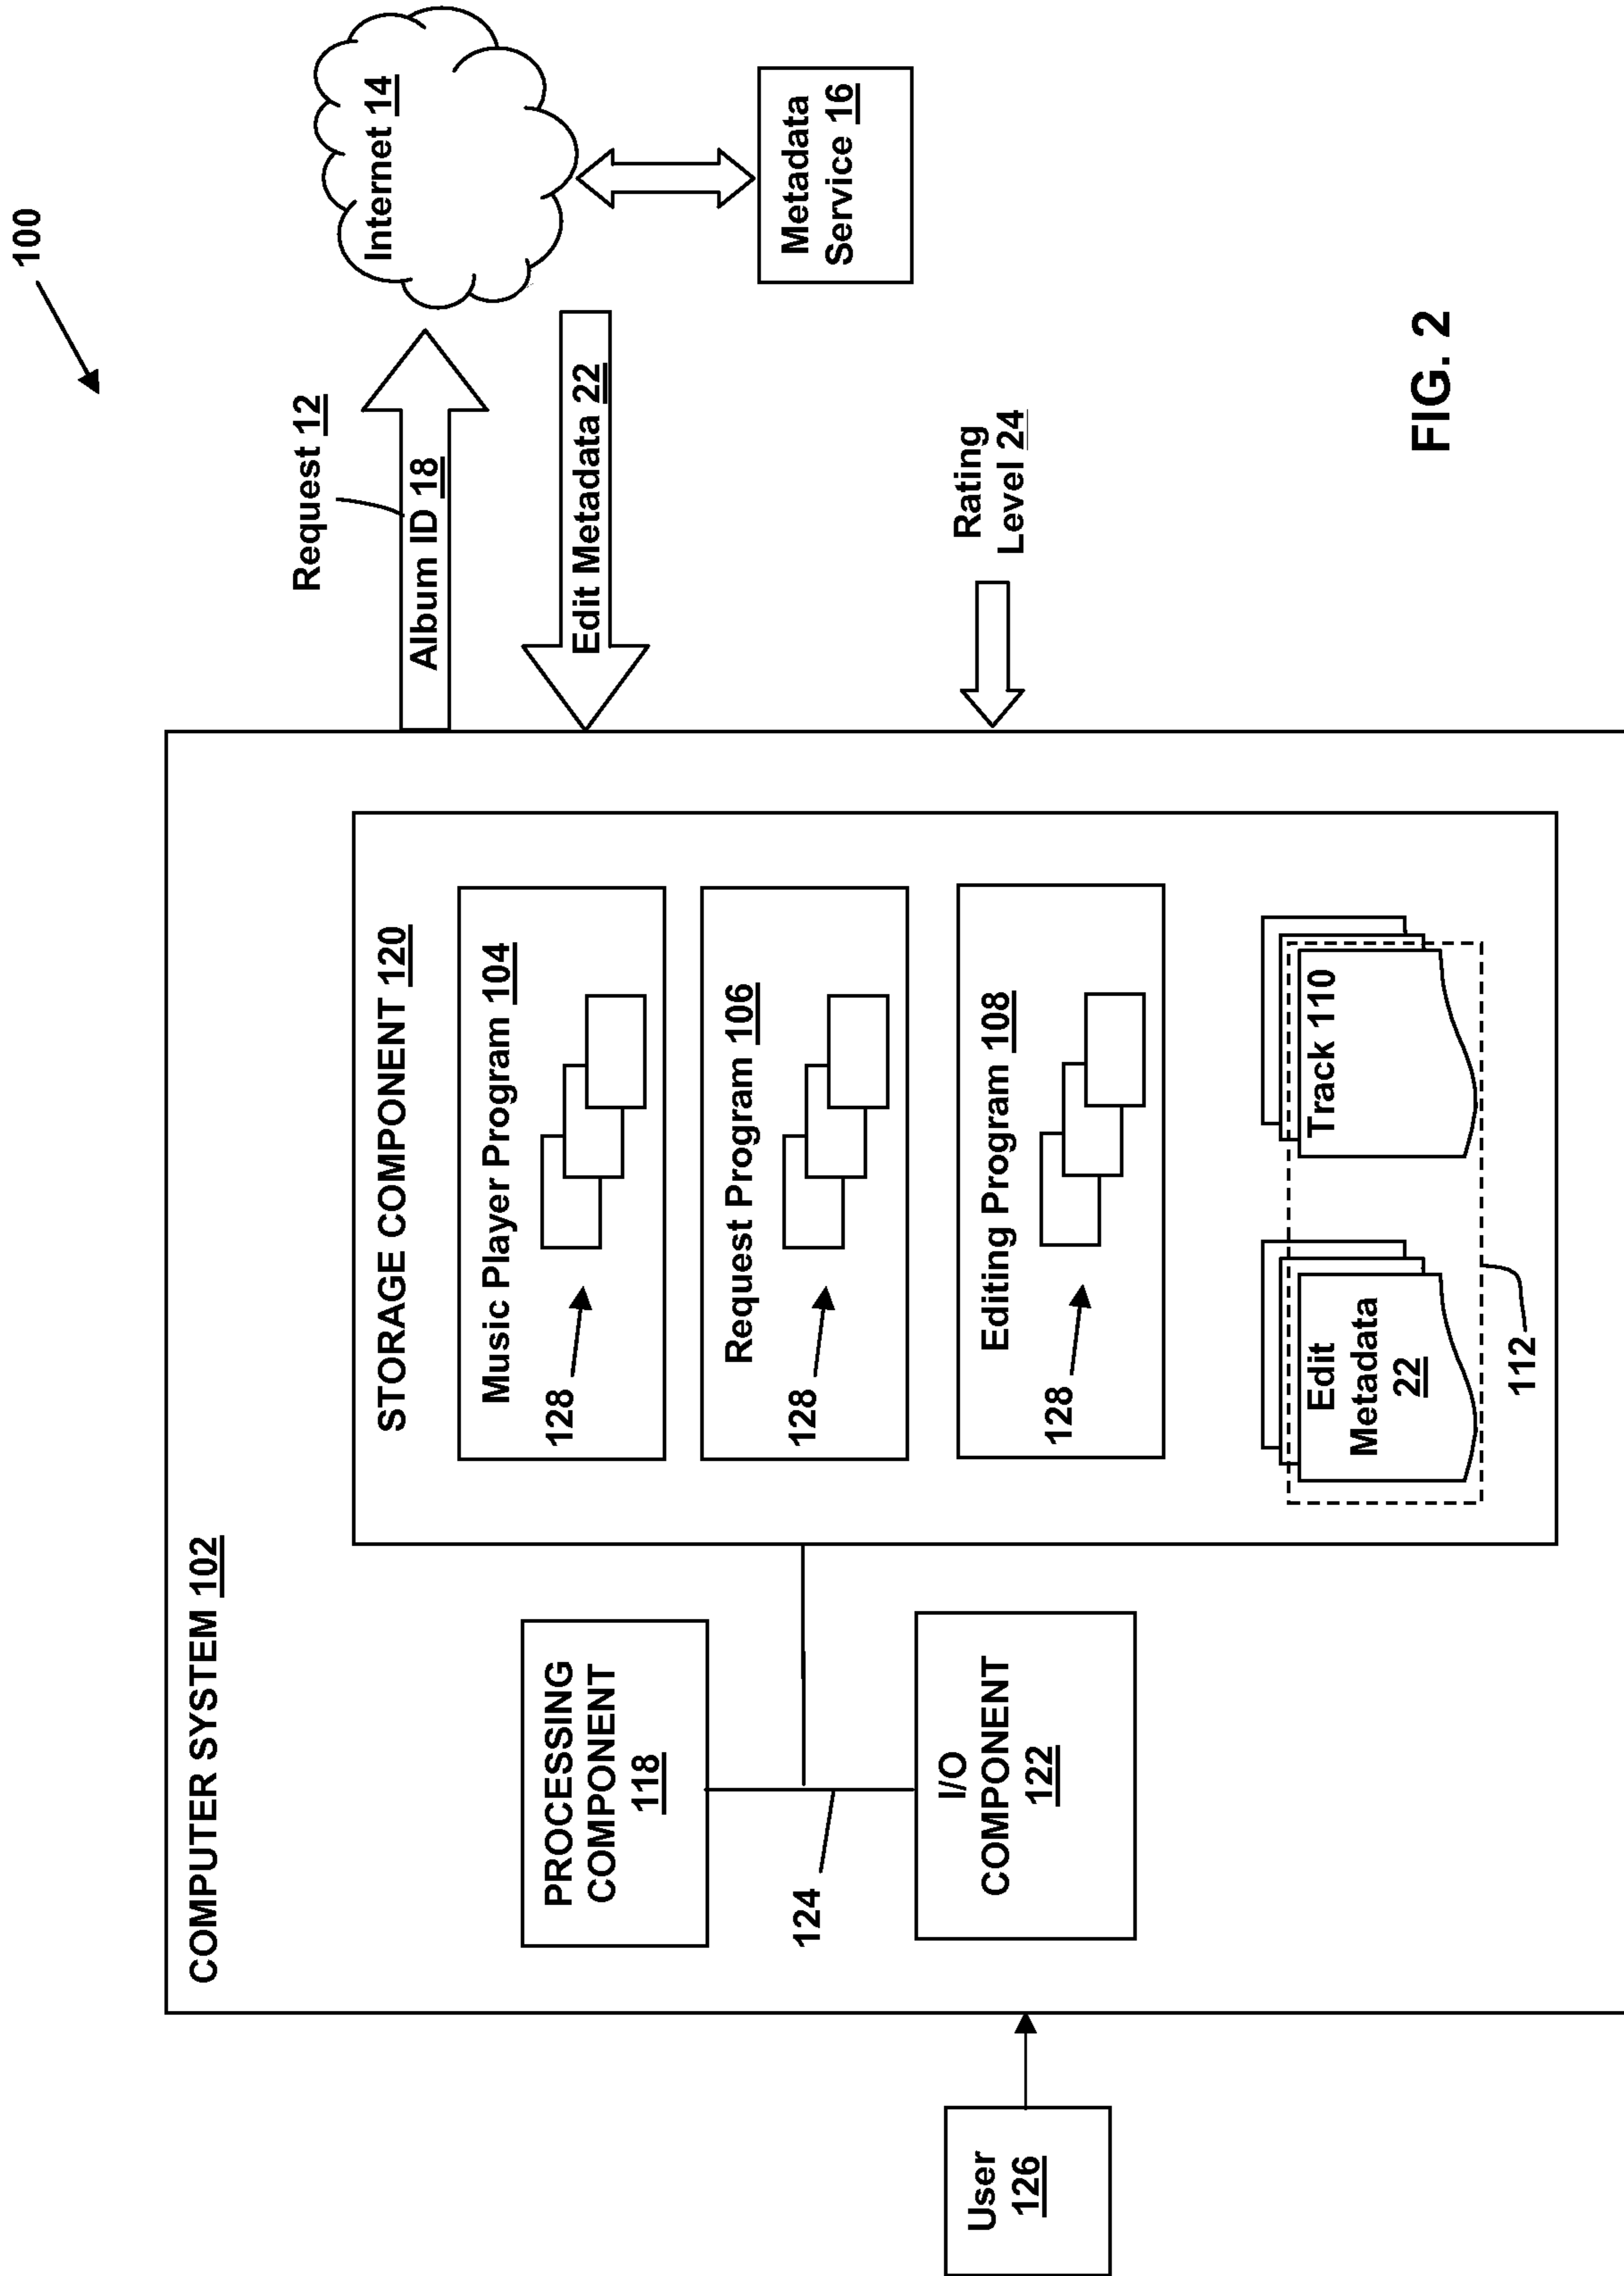 100
Request 12
Album ID 18
Internet 14
Edit Metadata 22
Metadata
Service 16
Rating
Level 24
COMPUTER SYSTEM 102
STORAGE COMPONENT 120
Music Player Program 104
128
Request Program 106
128
Editing Program 108
128
Edit
Metadata
22
Track 110
112
PROCESSING
COMPONENT
118
124
I/O
COMPONENT
122
User
126
FIG. 2